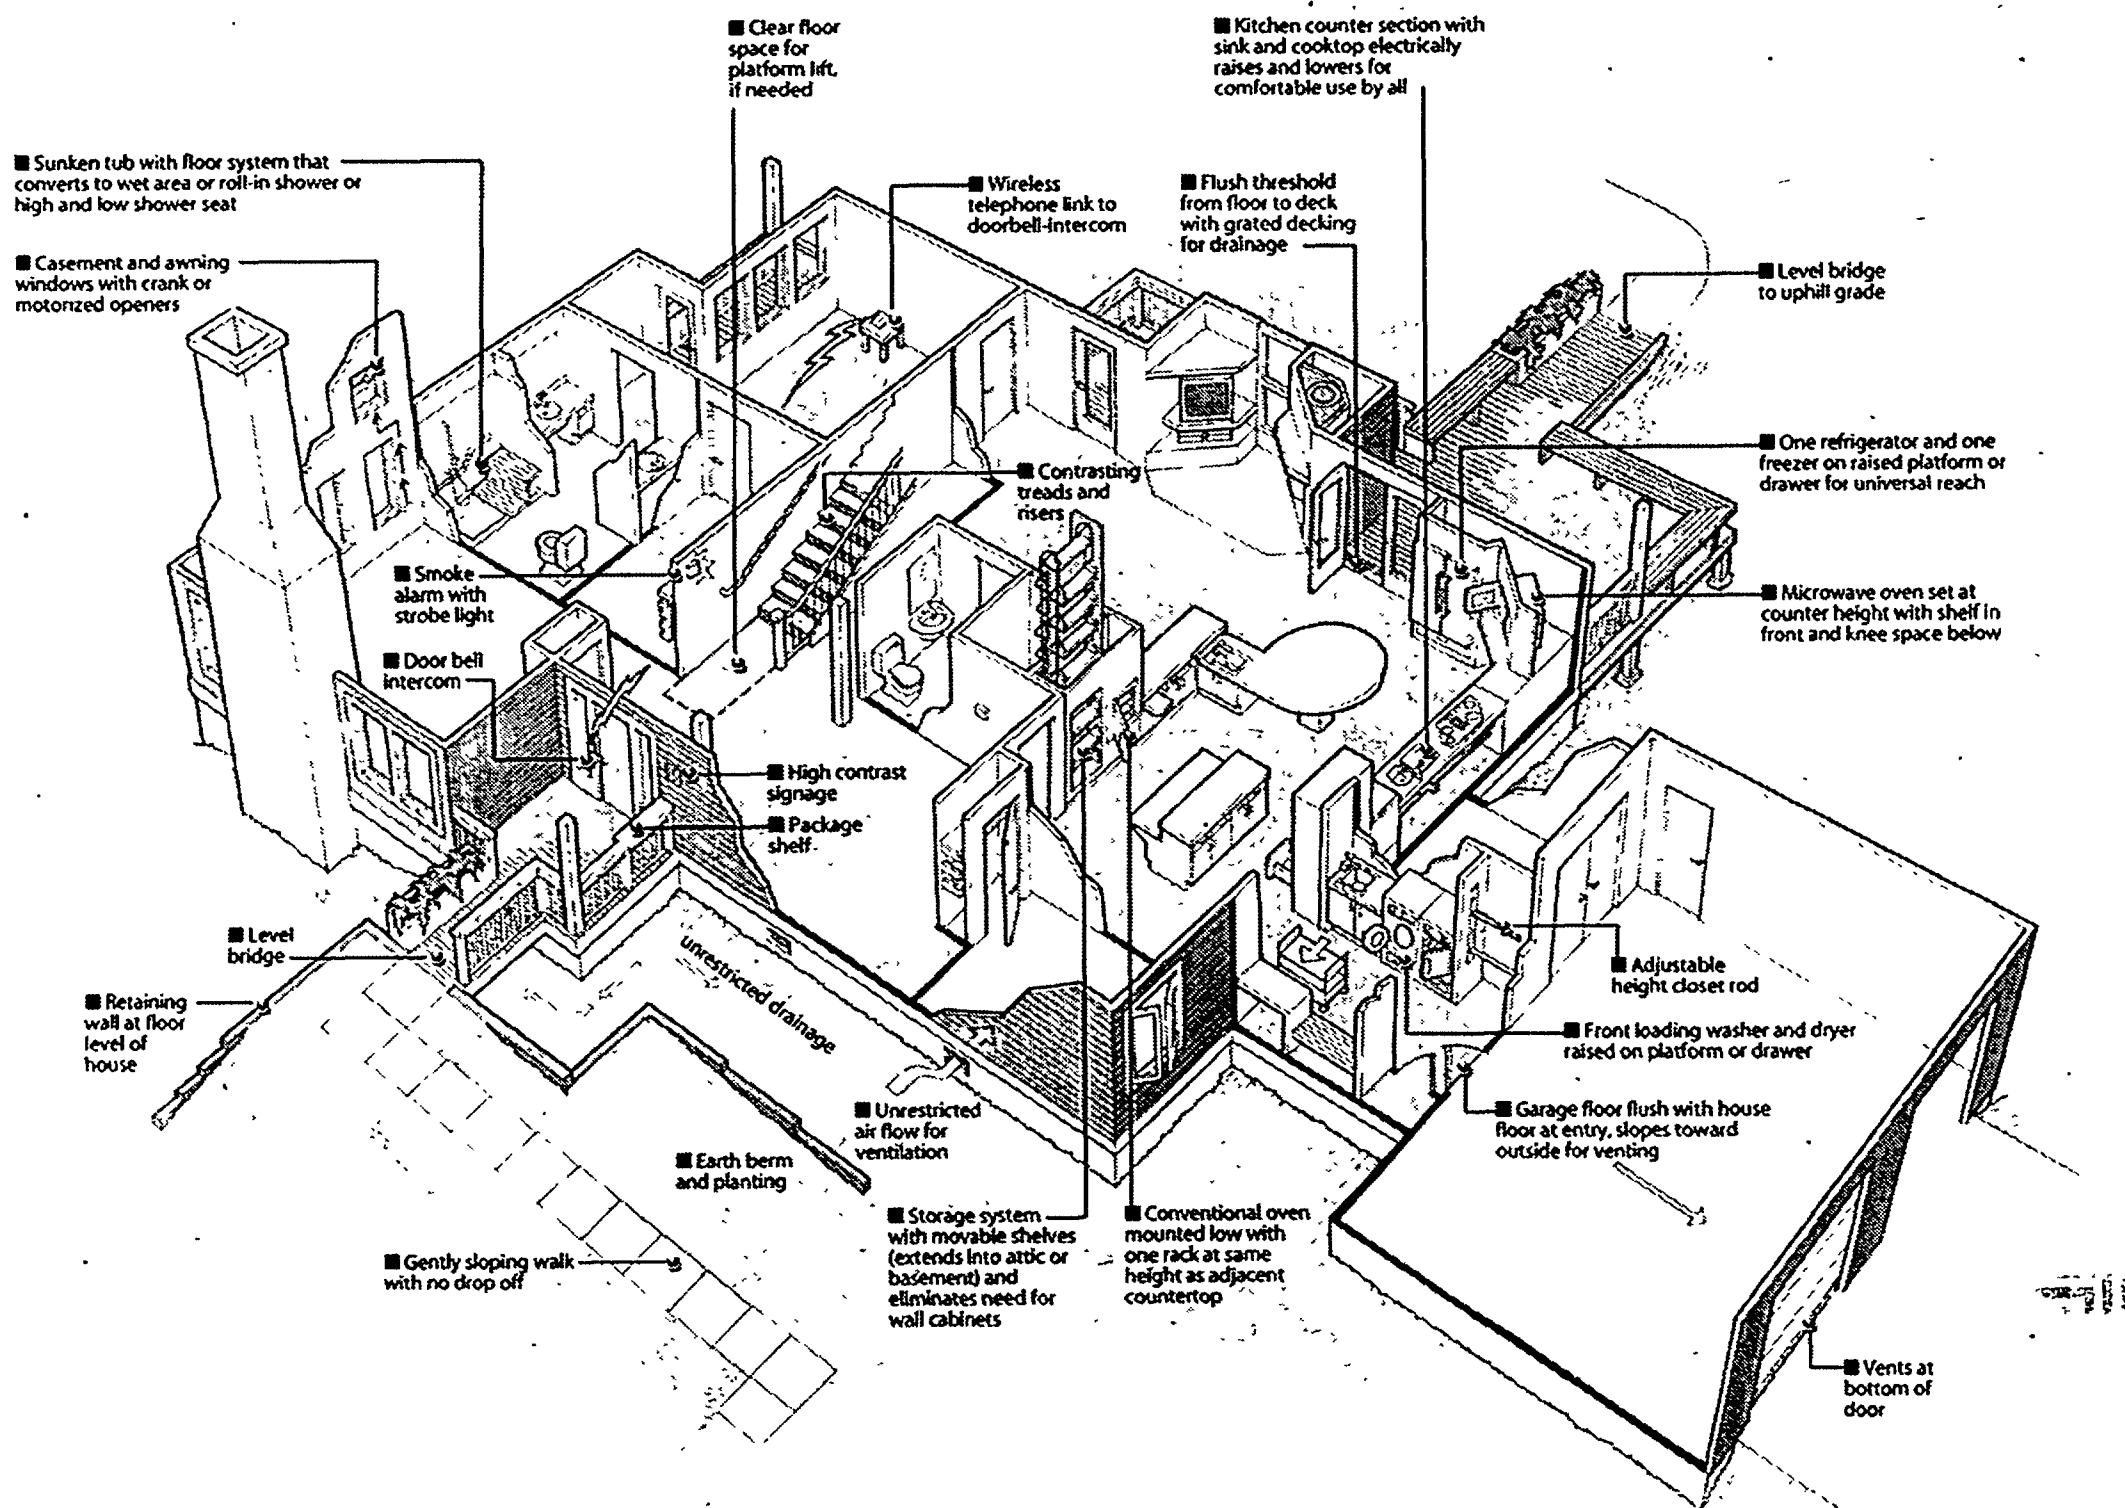 ■ Clear floor
space for
platform lift,
if needed
■ Kitchen counter section with
sink and cooktop electrically
raises and lowers for
comfortable use by all
■ Sunken tub with floor system that
converts to wet area or roll-in shower or
high and low shower seat
■ Wireless
telephone link to
doorbell-intercom
■ Flush threshold
from floor to deck
with grated decking
for drainage
■ Casement and awning
windows with crank or
motorized openers
■ Level bridge
to uphill grade
■ One refrigerator and one
freezer on raised platform or
drawer for universal reach
■ Contrasting
treads and
risers
■ Smoke
alarm with
strobe light
■ Microwave oven set at
counter height with shelf in
front and knee space below
■ Door bell
intercom
■ High contrast
signage
■ Package
shelf
■ Level
bridge
unrestricted drainage
■ Adjustable
height closet rod
■ Retaining
wall at floor
level of
house
■ Front loading washer and dryer
raised on platform or drawer
■ Unrestricted
air flow for
ventilation
■ Garage floor flush with house
floor at entry, slopes toward
outside for venting
■ Earth berm
and planting
■ Storage system
with movable shelves
(extends into attic or
basement) and
eliminates need for
wall cabinets
■ Conventional oven
mounted low with
one rack at same
height as adjacent
countertop
■ Gently sloping walk
with no drop off
■ Vents at
bottom of
door